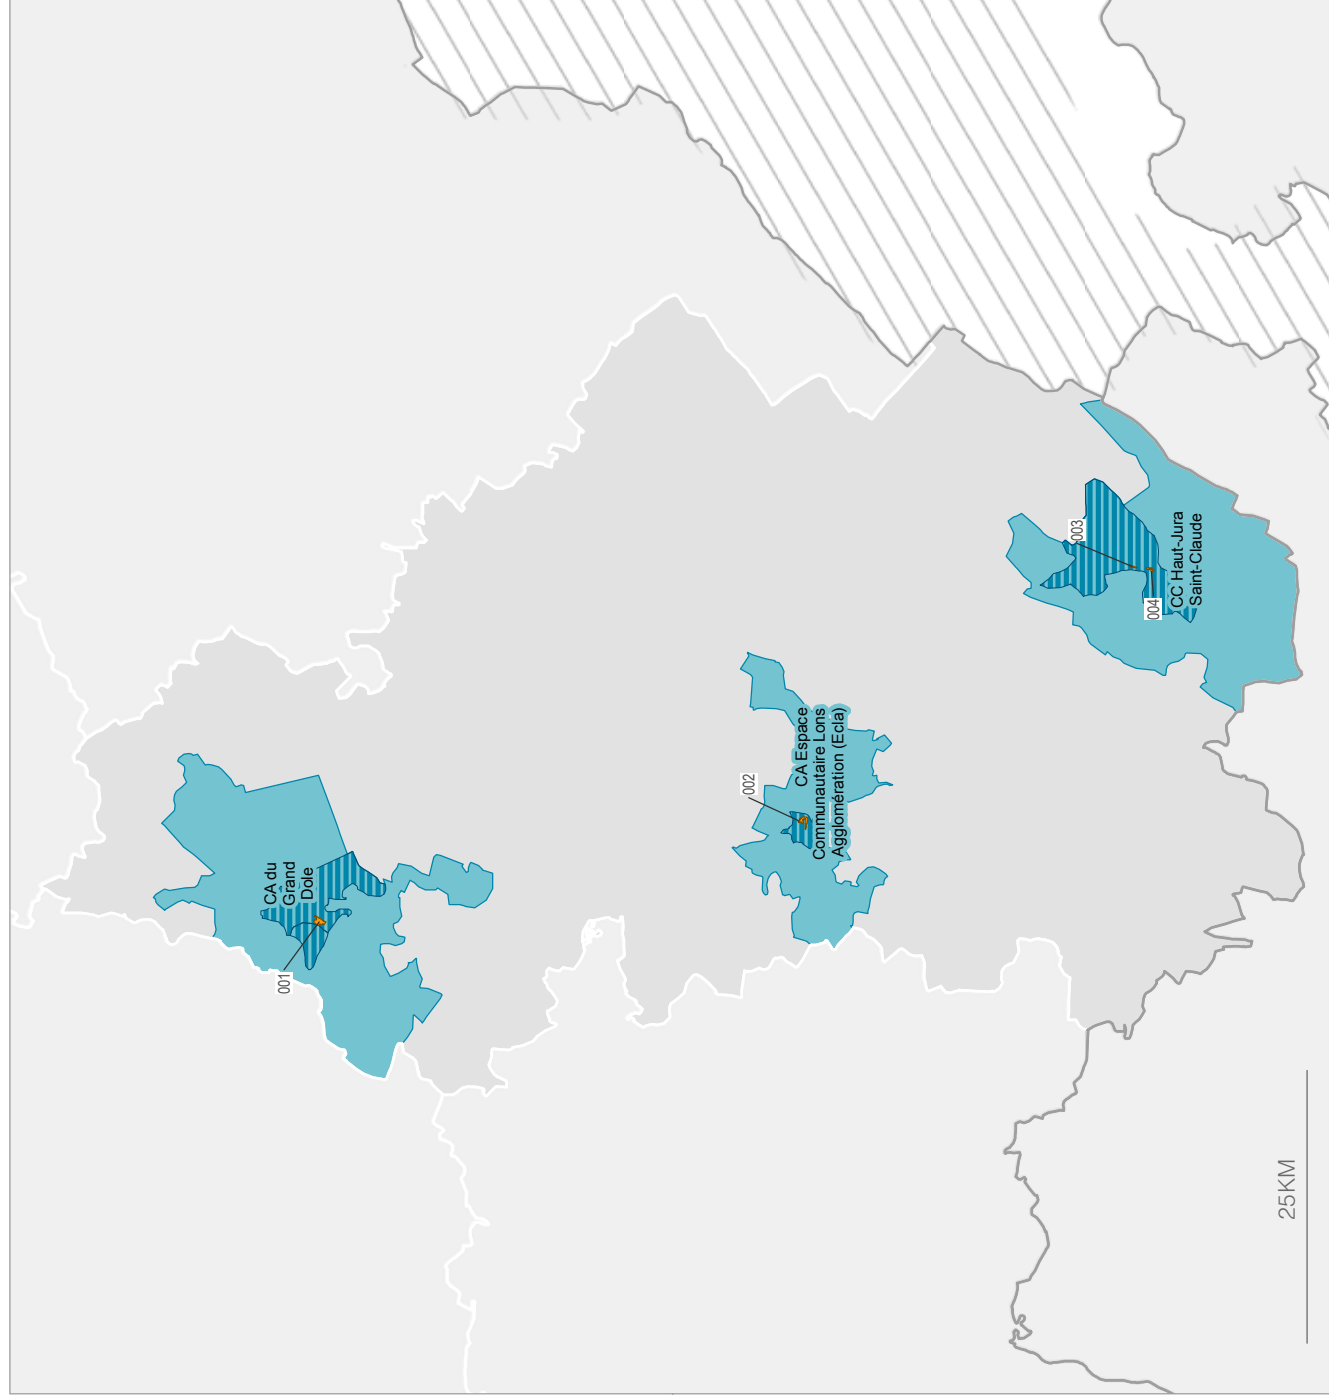 001
CA du
Grand
Dole
002
CA Espace
Communautaire Lons
Agglomération (Ecla)
003
004
CC Haut-Jura
Saint-Claude
25KM